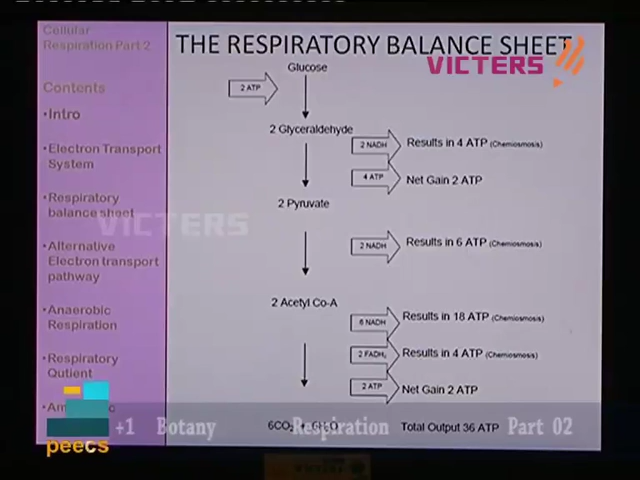 Cellular
Respiration Part 2
THE RESPIRATORY BALANCE SHEET
VICTERS
Contents
•Intro
•Electron Transport
System
•Respiratory
balance sheet
•Alternative
Electron transport
pathway
•Anaerobic
Respiration
•Respiratory
Qutient
VICTERS
Glucose
2 ATP
2 Glyceraldehyde
2 NADH
Results in 4 ATP (Chemiosmosis)
4 ATP
Net Gain 2 ATP
2 Pyruvate
2 NADH
Results in 6 ATP (Chemiosmosis)
2 Acetyl Co-A
6 NADH
Results in 18 ATP (Chemiosmosis)
2 FADH₂
Results in 4 ATP (Chemiosmosis)
2 ATP
Net Gain 2 ATP
6CO₂ + 6H₂O
Total Output 36 ATP
+1 Botany Respiration Part 02
peecs